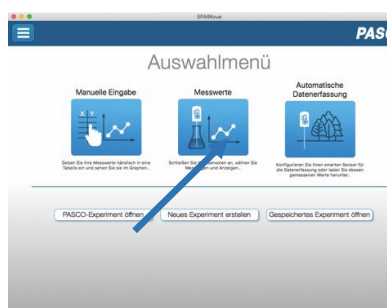 SPARKvue
PASC
Auswahlmenü
Manuelle Eingabe
Messwerte
Automatische
Datenerfassung
X Y
Geben Sie Ihre Messwerte händisch in eine
Tabelle ein und sehen Sie sie im Graphen.
Schließen Sie Sensoren an, wählen Sie
Messungen und Anzeigen.
Konfigurieren Sie Ihren smarten Sensor für
die Datenerfassung oder laden Sie dessen
gemessenen Werte herunter.
PASCO-Experiment öffnen
Neues Experiment erstellen
Gespeichertes Experiment öffnen